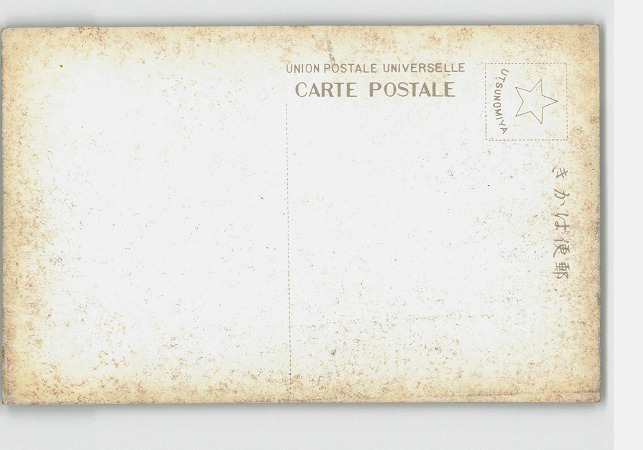 UNION POSTALE UNIVERSELLE
CARTE POSTALE
UTSUNOMIYA
きかは便郵